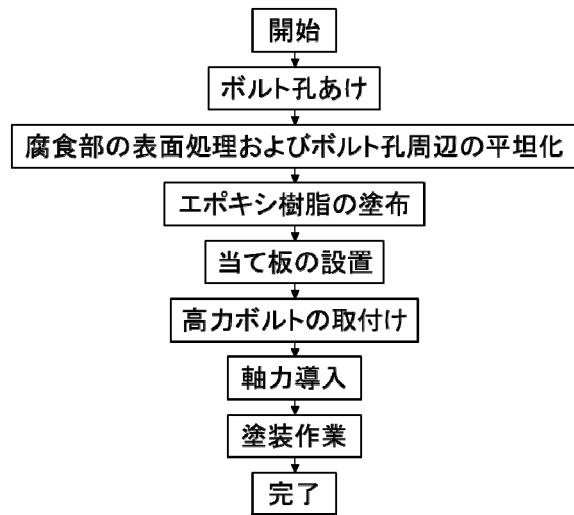 開始
ボルト孔あけ
腐食部の表面処理およびボルト孔周辺の平坦化
エポキシ樹脂の塗布
当て板の設置
高力ボルトの取付け
軸力導入
塗装作業
完了